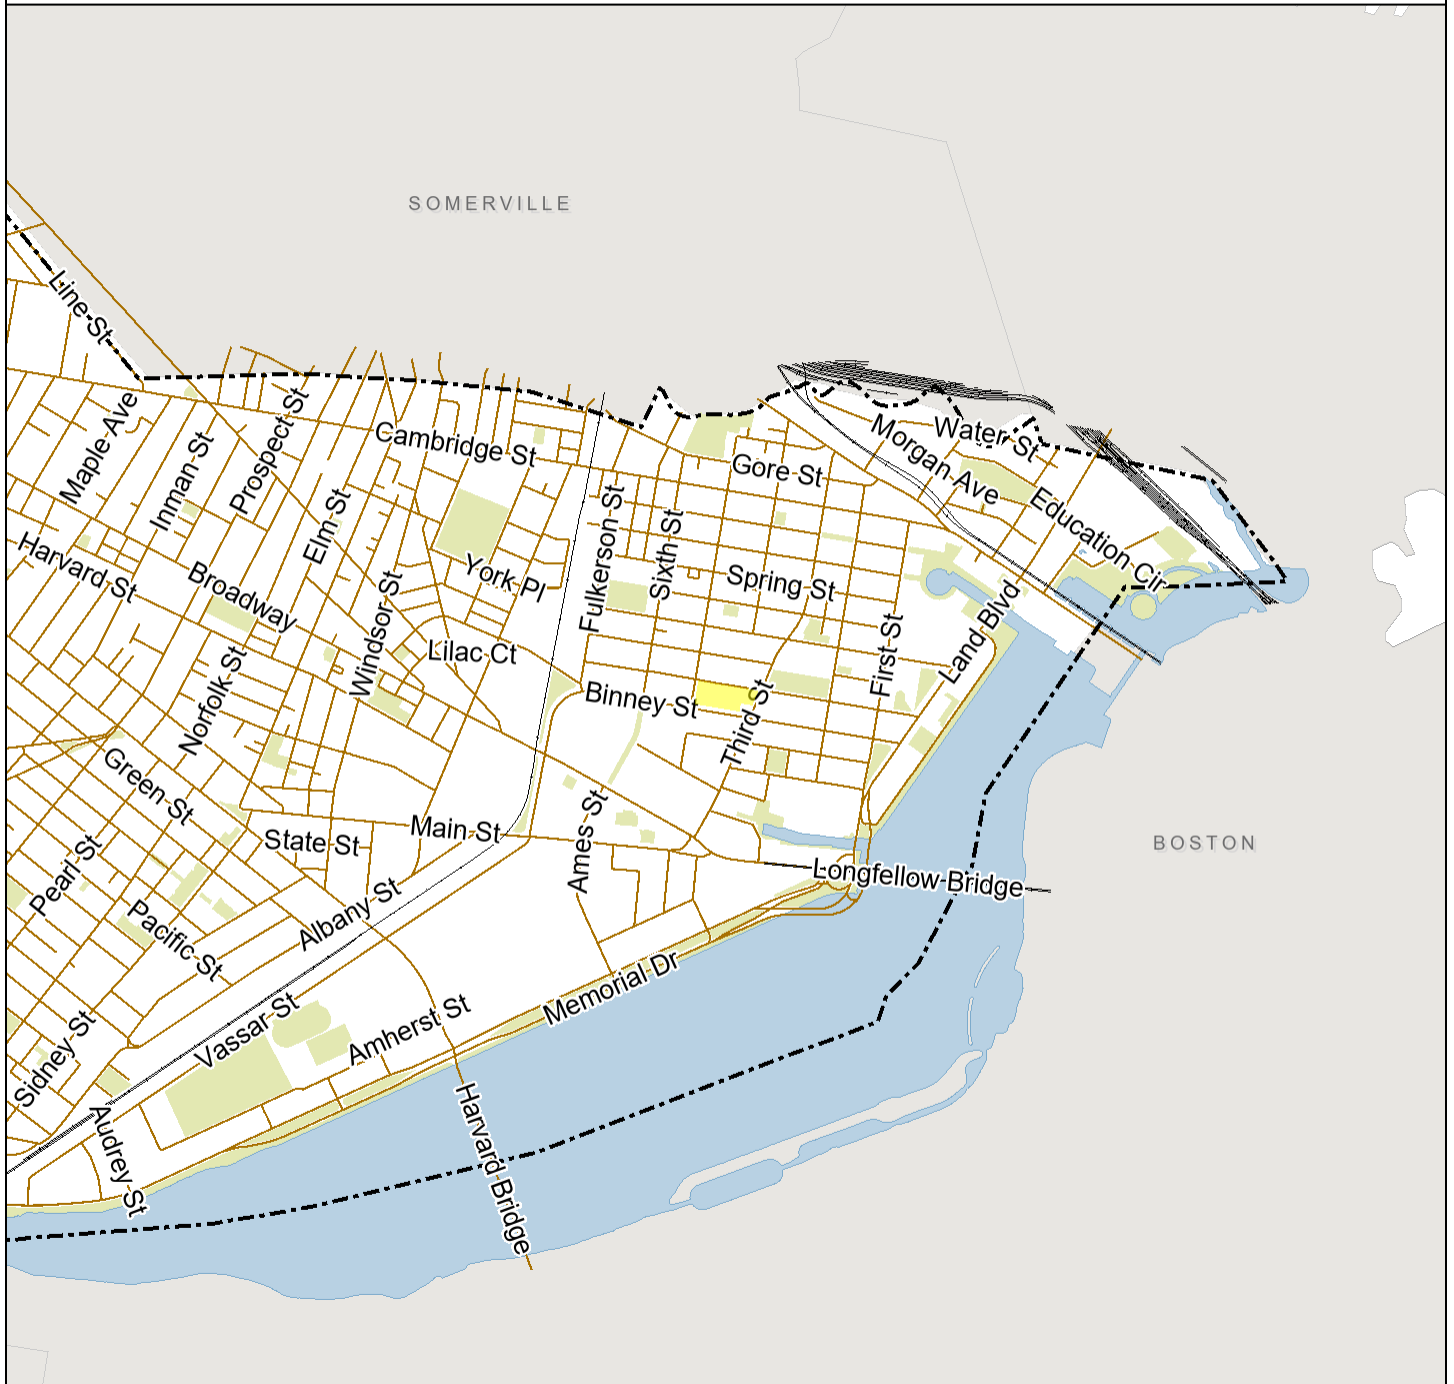 SOMERVILLE
Line St
Maple Ave
Inman St
Prospect St
Cambridge St
Water St
Morgan Ave
Gore St
Education Cir
Elm St
Fulkerson St
Sixth St
Harvard St
Broadway
York Pl
Spring St
Windsor St
Lilac Ct
First St
Land Blvd
Norfolk St
Binney St
Third St
Green St
Main St
State St
Ames St
BOSTON
Pearl St
Longfellow Bridge
Albany St
Pacific St
Memorial Dr
Vassar St
Amherst St
Sidney St
Audrey St
Harvard Bridge